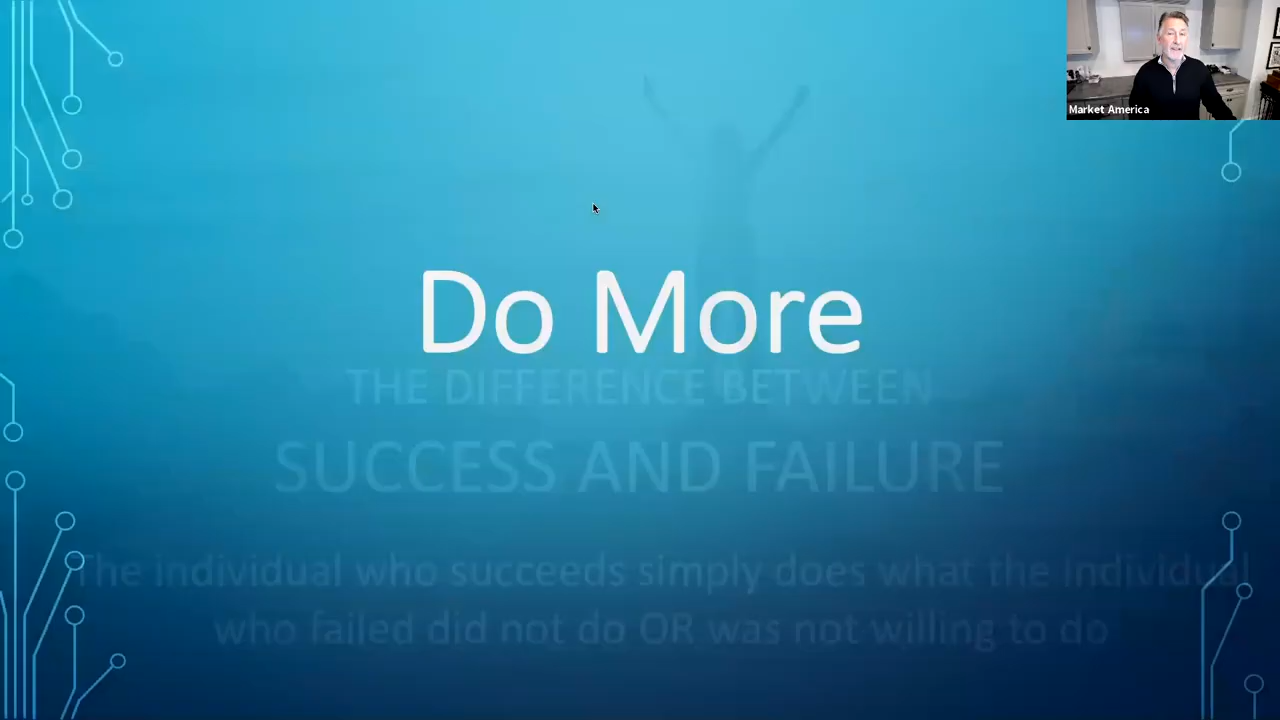 Market America
Do More
THE DIFFERENCE BETWEEN
SUCCESS AND FAILURE
The individual who succeeds simply does what the individual
who failed did not do OR was not willing to do